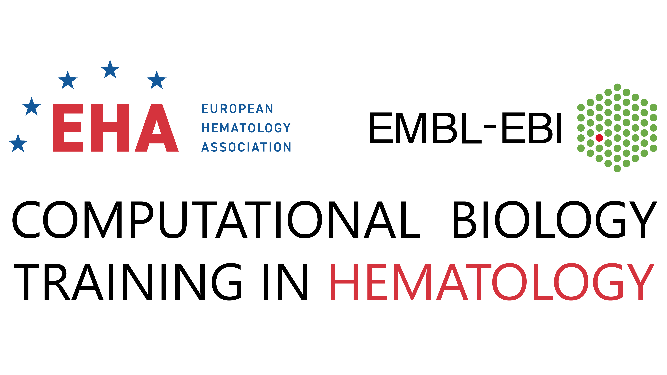 EHA
EUROPEAN
HEMATOLOGY
ASSOCIATION
EMBL-EBI
COMPUTATIONAL BIOLOGY
TRAINING IN HEMATOLOGY